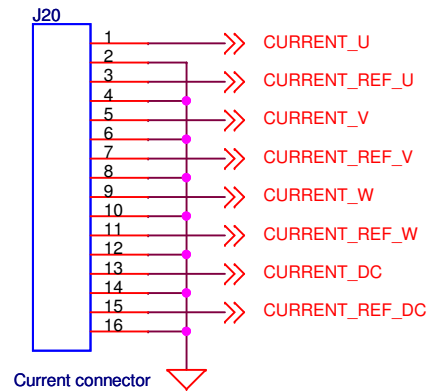 J20
1 CURRENT_U
2
3 CURRENT_REF_U
4
5 CURRENT_V
6
7 CURRENT_REF_V
8
9 CURRENT_W
10
11 CURRENT_REF_W
12
13 CURRENT_DC
14
15 CURRENT_REF_DC
16
Current connector